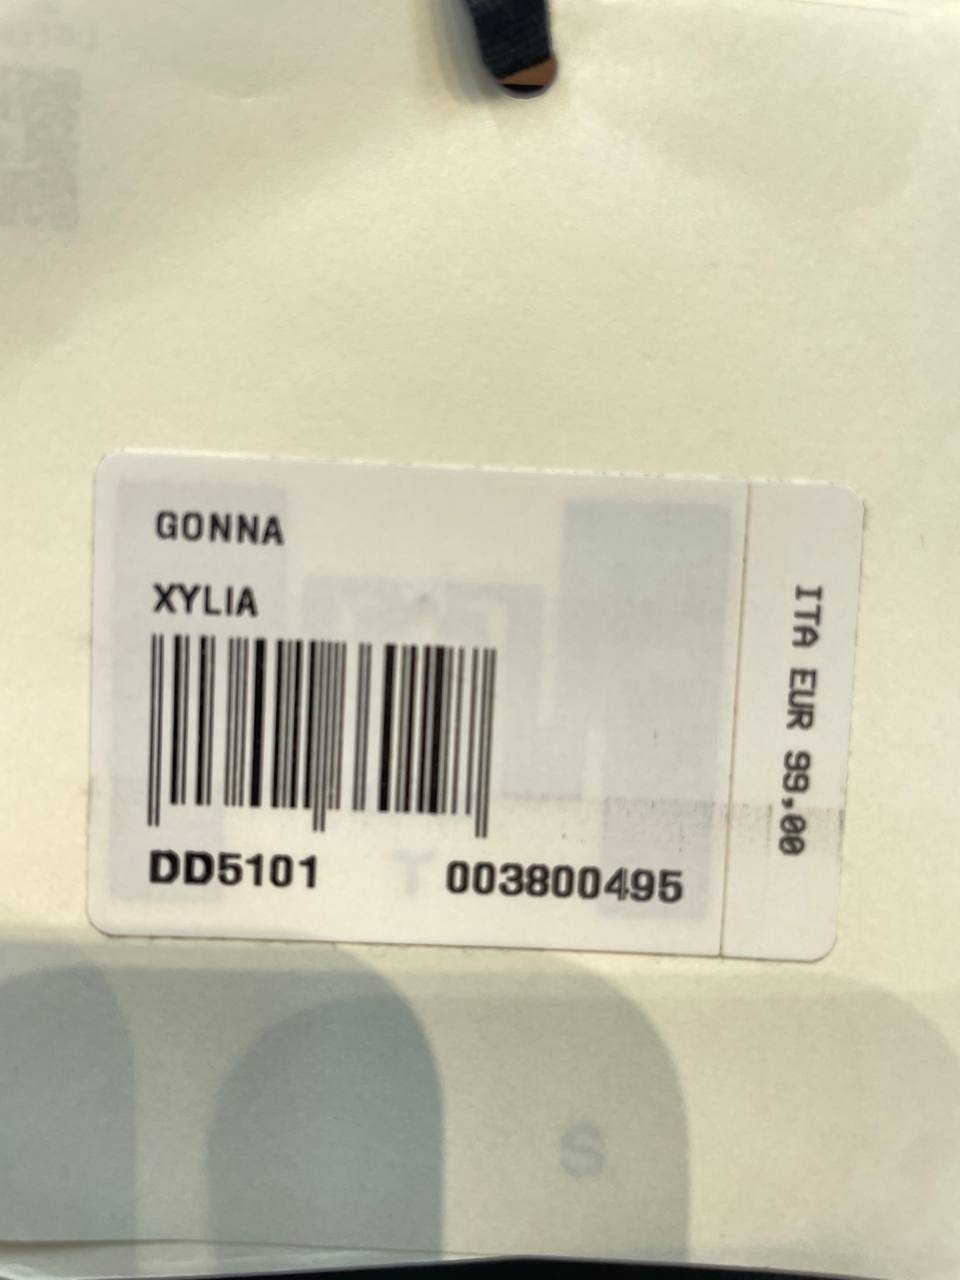 GONNA
XYLIA
DD5101 003800495
ITA EUR 99,00
S